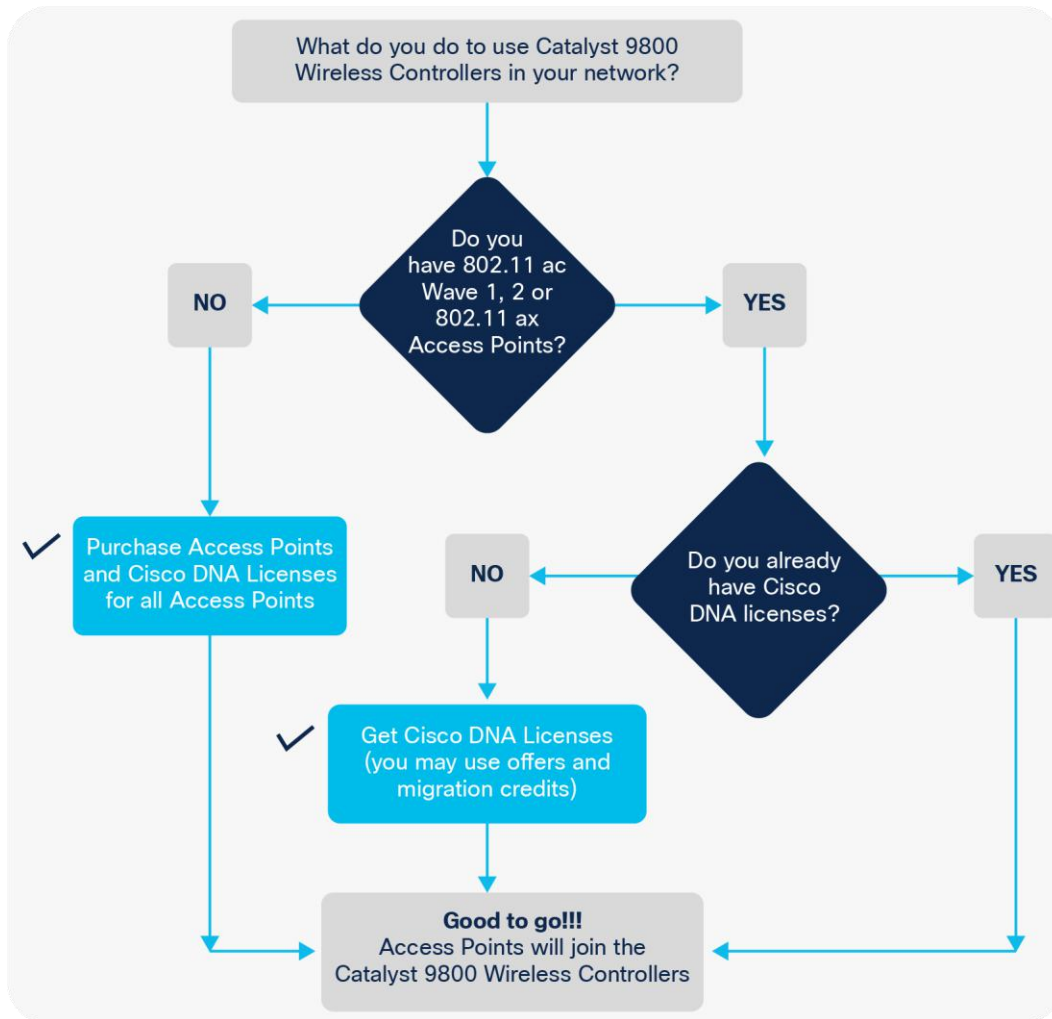 What do you do to use Catalyst 9800
Wireless Controllers in your network?
Do you
have 802.11 ac
Wave 1, 2 or
802.11 ax
Access Points?
NO
YES
Purchase Access Points
and Cisco DNA Licenses
for all Access Points
NO
Do you already
have Cisco
DNA licenses?
YES
Get Cisco DNA Licenses
(you may use offers and
migration credits)
Good to go!!!
Access Points will join the
Catalyst 9800 Wireless Controllers